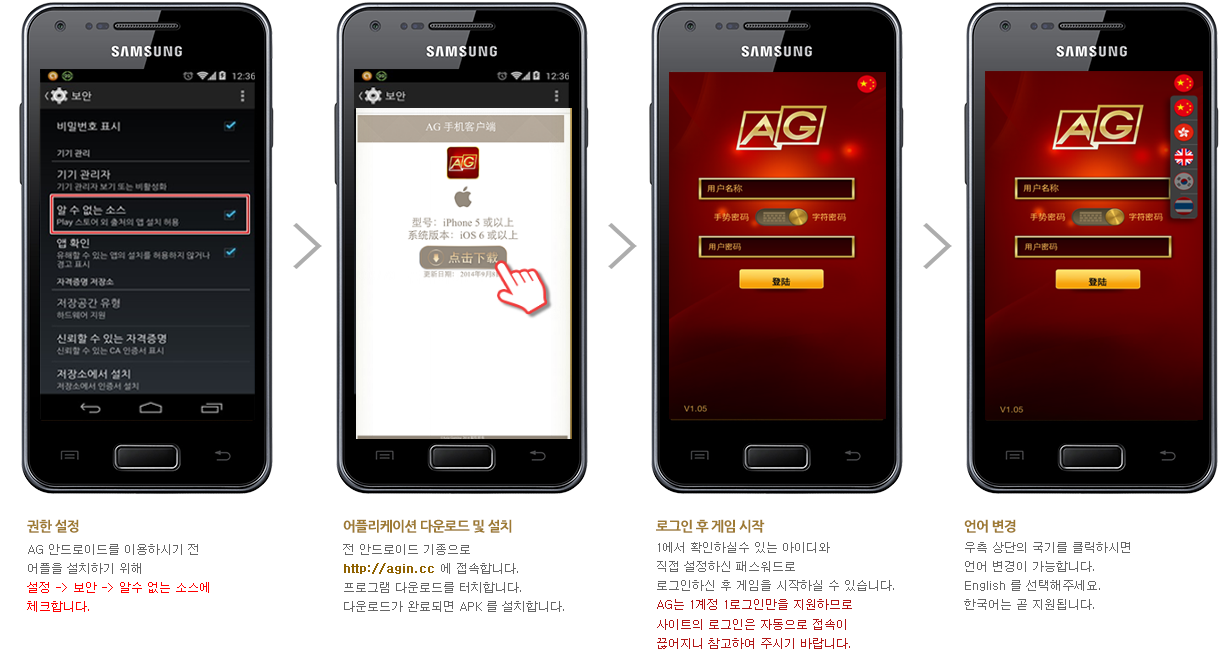 SAMSUNG
12:36
보안
비밀번호 표시
기기 관리
기기 관리자
기기 관리자 보기 또는 비활성화
알 수 없는 소스
Play 스토어 외 출처의 앱 설치 허용
앱 확인
유해할 수 있는 앱의 설치를 허용하지 않거나
경고 표시
자격증명 저장소
저장공간 유형
하드웨어 지원
신뢰할 수 있는 자격증명
신뢰할 수 있는 CA 인증서 표시
저장소에서 설치
저장소에서 인증서 설치
권한 설정
AG 안드로이드를 이용하시기 전
어플을 설치하기 위해
설정 -> 보안 -> 알수 없는 소스에
체크합니다.
SAMSUNG
12:36
보안
AG 手机客户端
AG
型号：iPhone 5 或以上
系统版本：iOS 6 或以上
点击下载
更新日期： 2014年9月8
어플리케이션 다운로드 및 설치
전 안드로이드 기종으로
http://agin.cc 에 접속합니다.
프로그램 다운로드를 터치합니다.
다운로드가 완료되면 APK 를 설치합니다.
SAMSUNG
AG
用户名称
手势密码 字符密码
用户密码
登陆
V1.05
로그인 후 게임 시작
1에서 확인하실수 있는 아이디와
직접 설정하신 패스워드로
로그인하신 후 게임을 시작하실 수 있습니다.
AG는 1계정 1로그인만을 지원하므로
사이트의 로그인은 자동으로 접속이
끊어지니 참고하여 주시기 바랍니다.
SAMSUNG
AG
用户名称
手势密码 字符密码
用户密码
登陆
V1.05
언어 변경
우측 상단의 국기를 클릭하시면
언어 변경이 가능합니다.
English 를 선택해주세요.
한국어는 곧 지원됩니다.